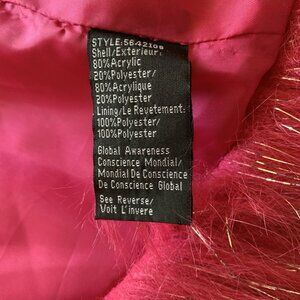 STYLE:5642106
Shell/Exterieur:
80%Acrylic
20%Polyester/
80%Acrylique
20%Polyester
Lining/Le Revetement:
100%Polyester/
100%Polyester
Global Awareness
Conscience Mondial/
Mondial De Conscience
De Conscience Global
See Reverse/
Voit L'invere